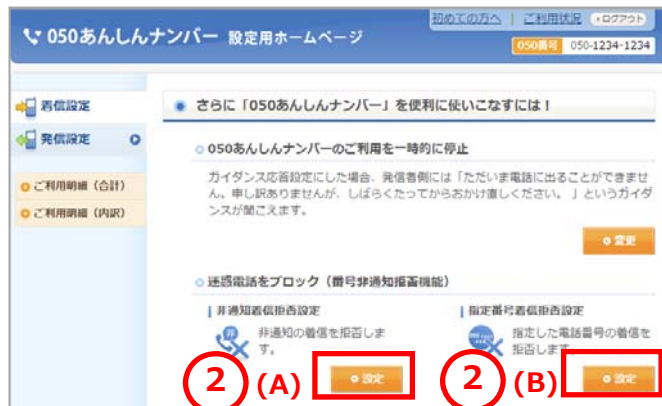 初めての方へ | ご利用状況 ログアウト
050あんしんナンバー 設定用ホームページ
050番号 050-1234-1234
着信設定
発信設定
ご利用明細（合計）
ご利用明細（内訳）
さらに「050あんしんナンバー」を便利に使いこなすには！
050あんしんナンバーのご利用を一時的に停止
ガイダンス応答設定にした場合、発信者側には「ただいま電話に出ることができませ
ん。申し訳ありませんが、しばらくたってからおかけ直しください。」というガイダ
ンスが聞こえます。
変更
迷惑電話をブロック（番号非通知拒否機能）
非通知着信拒否設定
非通知の着信を拒否しま
す。
② (A) 設定
指定番号着信拒否設定
指定した電話番号の着信を
拒否します
② (B) 設定